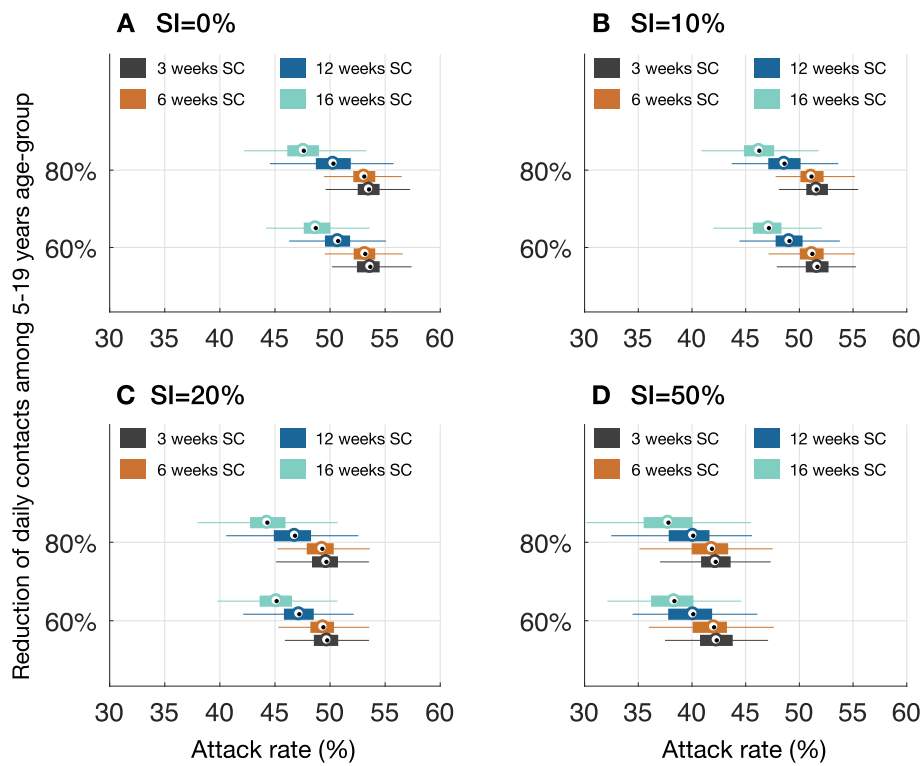 A SI=0%
3 weeks SC 12 weeks SC
6 weeks SC 16 weeks SC
80%
60%
30 35 40 45 50 55 60
B SI=10%
3 weeks SC 12 weeks SC
6 weeks SC 16 weeks SC
80%
60%
30 35 40 45 50 55 60
Reduction of daily contacts among 5-19 years age-group
C SI=20%
3 weeks SC 12 weeks SC
6 weeks SC 16 weeks SC
80%
60%
30 35 40 45 50 55 60
Attack rate (%)
D SI=50%
3 weeks SC 12 weeks SC
6 weeks SC 16 weeks SC
80%
60%
30 35 40 45 50 55 60
Attack rate (%)